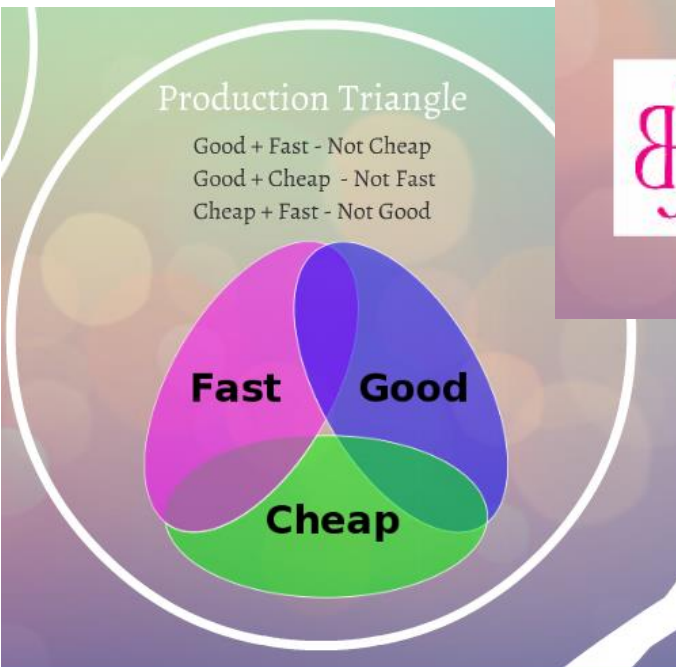 Production Triangle
Good + Fast - Not Cheap
Good + Cheap  - Not Fast
Cheap + Fast - Not Good
Fast
Good
Cheap